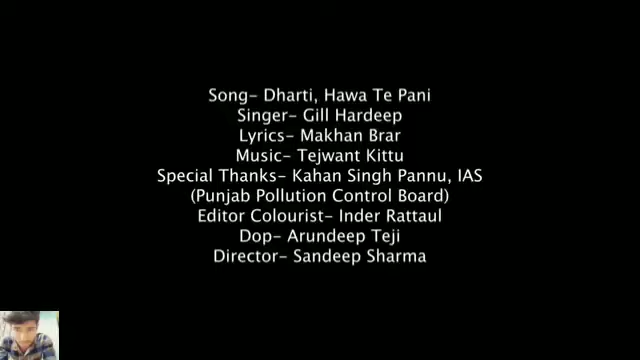 Song- Dharti, Hawa Te Pani
Singer- Gill Hardeep
Lyrics- Makhan Brar
Music- Tejwant Kittu
Special Thanks- Kahan Singh Pannu, IAS
(Punjab Pollution Control Board)
Editor Colourist- Inder Rattaul
Dop- Arundeep Teji
Director- Sandeep Sharma